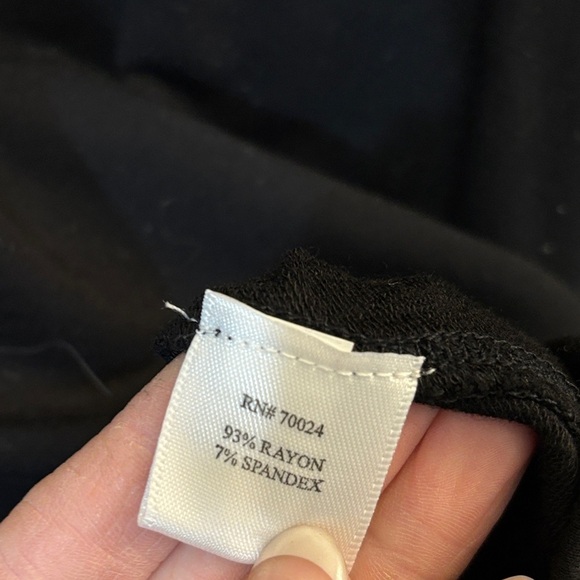 RN# 70024
93% RAYON
7% SPANDEX